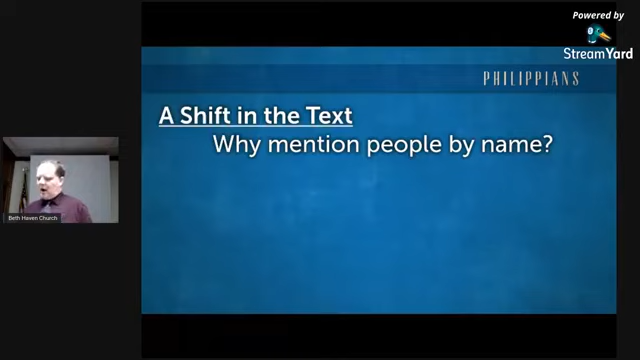 Powered by
StreamYard
PHILIPPIANS
A Shift in the Text
Why mention people by name?
Beth Haven Church